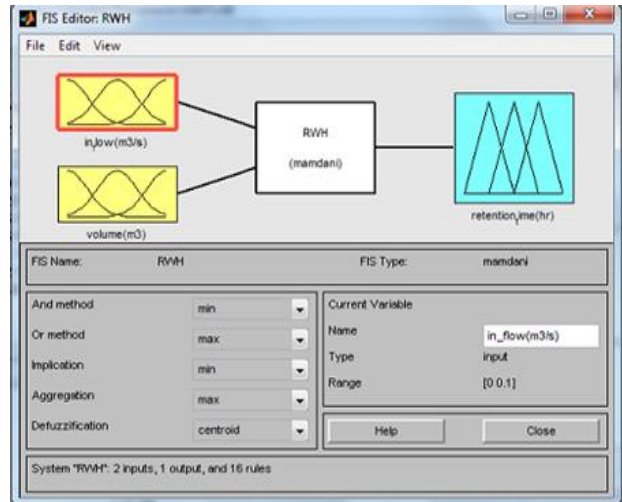 FIS Editor: RWH
File Edit View
in_flow(m3/s)
RWH
(mamdani)
volume(m3)
retention_time(hr)
FIS Name: RWH FIS Type: mamdani
And method min
Or method max
Implication min
Aggregation max
Defuzzification centroid
Current Variable
Name in_flow(m3/s)
Type input
Range [0 0.1]
Help Close
System "RWH": 2 inputs, 1 output, and 16 rules